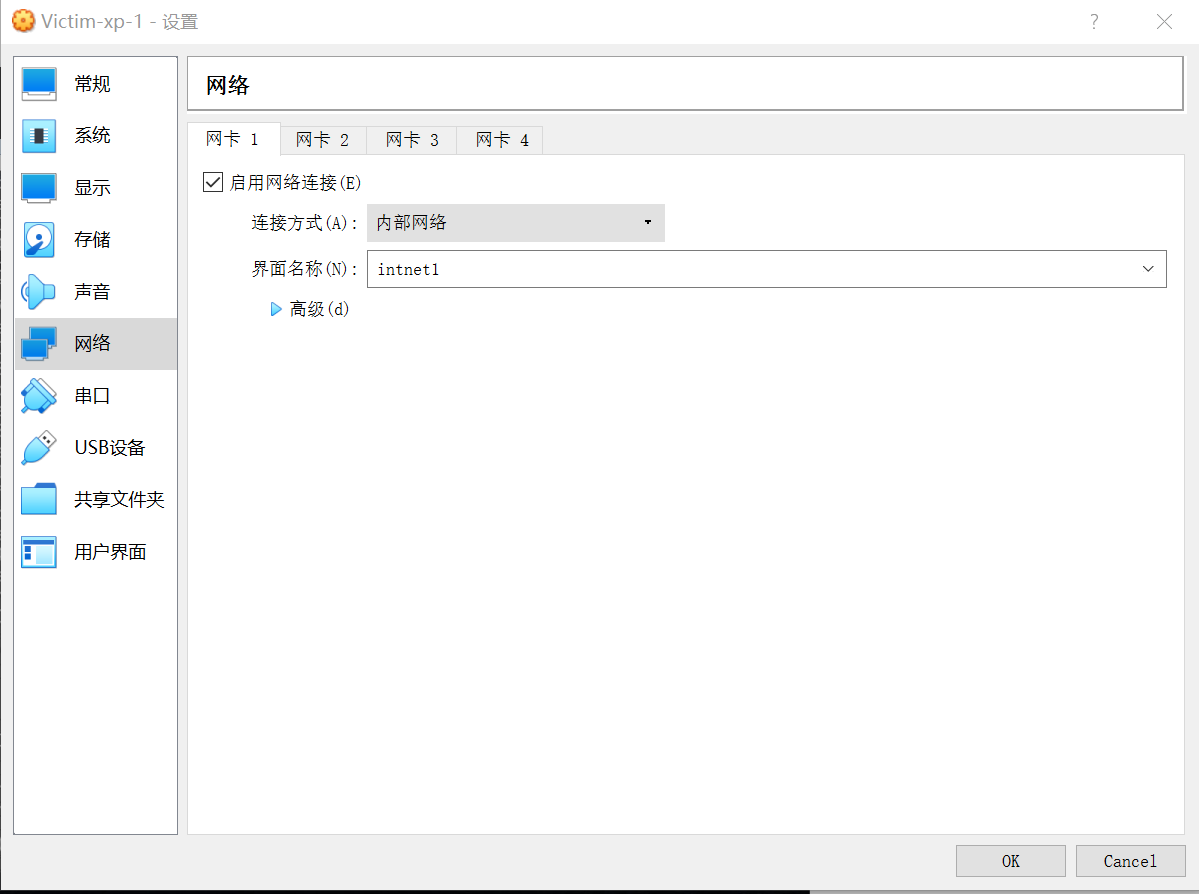 Victim-xp-1 - 设置
?
常规
系统
显示
存储
声音
网络
串口
USB设备
共享文件夹
用户界面
网络
网卡 1 网卡 2 网卡 3 网卡 4
启用网络连接(E)
连接方式(A): 内部网络
界面名称(N): intnet1
高级(d)
OK Cancel